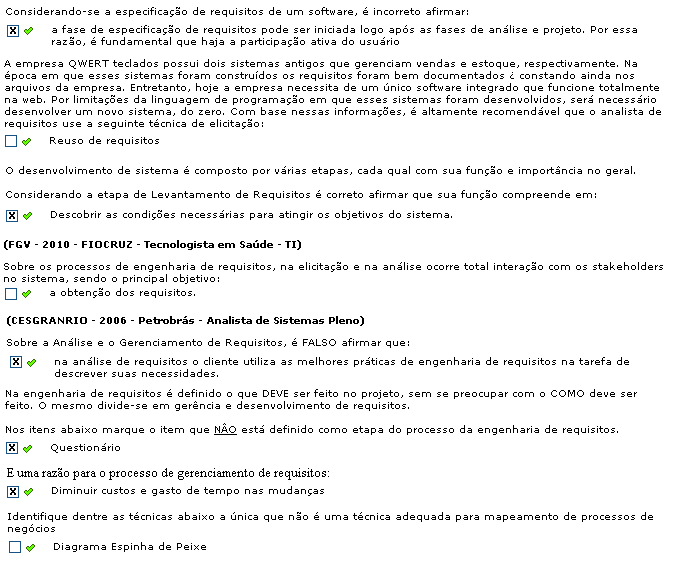 Considerando-se a especificação de requisitos de um software, é incorreto afirmar:
a fase de especificação de requisitos pode ser iniciada logo após as fases de análise e projeto. Por essa
razão, é fundamental que haja a participação ativa do usuário
A empresa QWERT teclados possui dois sistemas antigos que gerenciam vendas e estoque, respectivamente. Na
época em que esses sistemas foram construídos os requisitos foram bem documentados ¿ constando ainda nos
arquivos da empresa. Entretanto, hoje a empresa necessita de um único software integrado que funcione totalmente
na web. Por limitações da linguagem de programação em que esses sistemas foram desenvolvidos, será necessário
desenvolver um novo sistema, do zero. Com base nessas informações, é altamente recomendável que o analista de
requisitos use a seguinte técnica de elicitação:
Reuso de requisitos
O desenvolvimento de sistema é composto por várias etapas, cada qual com sua função e importância no geral.
Considerando a etapa de Levantamento de Requisitos é correto afirmar que sua função compreende em:
Descobrir as condições necessárias para atingir os objetivos do sistema.
(FGV - 2010 - FIOCRUZ - Tecnologista em Saúde - TI)
Sobre os processos de engenharia de requisitos, na elicitação e na análise ocorre total interação com os stakeholders
no sistema, sendo o principal objetivo:
a obtenção dos requisitos.
(CESGRANRIO - 2006 - Petrobrás - Analista de Sistemas Pleno)
Sobre a Análise e o Gerenciamento de Requisitos, é FALSO afirmar que:
na análise de requisitos o cliente utiliza as melhores práticas de engenharia de requisitos na tarefa de
descrever suas necessidades.
Na engenharia de requisitos é definido o que DEVE ser feito no projeto, sem se preocupar com o COMO deve ser
feito. O mesmo divide-se em gerência e desenvolvimento de requisitos.
Nos itens abaixo marque o item que NÃO está definido como etapa do processo da engenharia de requisitos.
Questionário
E uma razão para o processo de gerenciamento de requisitos:
Diminuir custos e gasto de tempo nas mudanças
Identifique dentre as técnicas abaixo a única que não é uma técnica adequada para mapeamento de processos de
negócios
Diagrama Espinha de Peixe